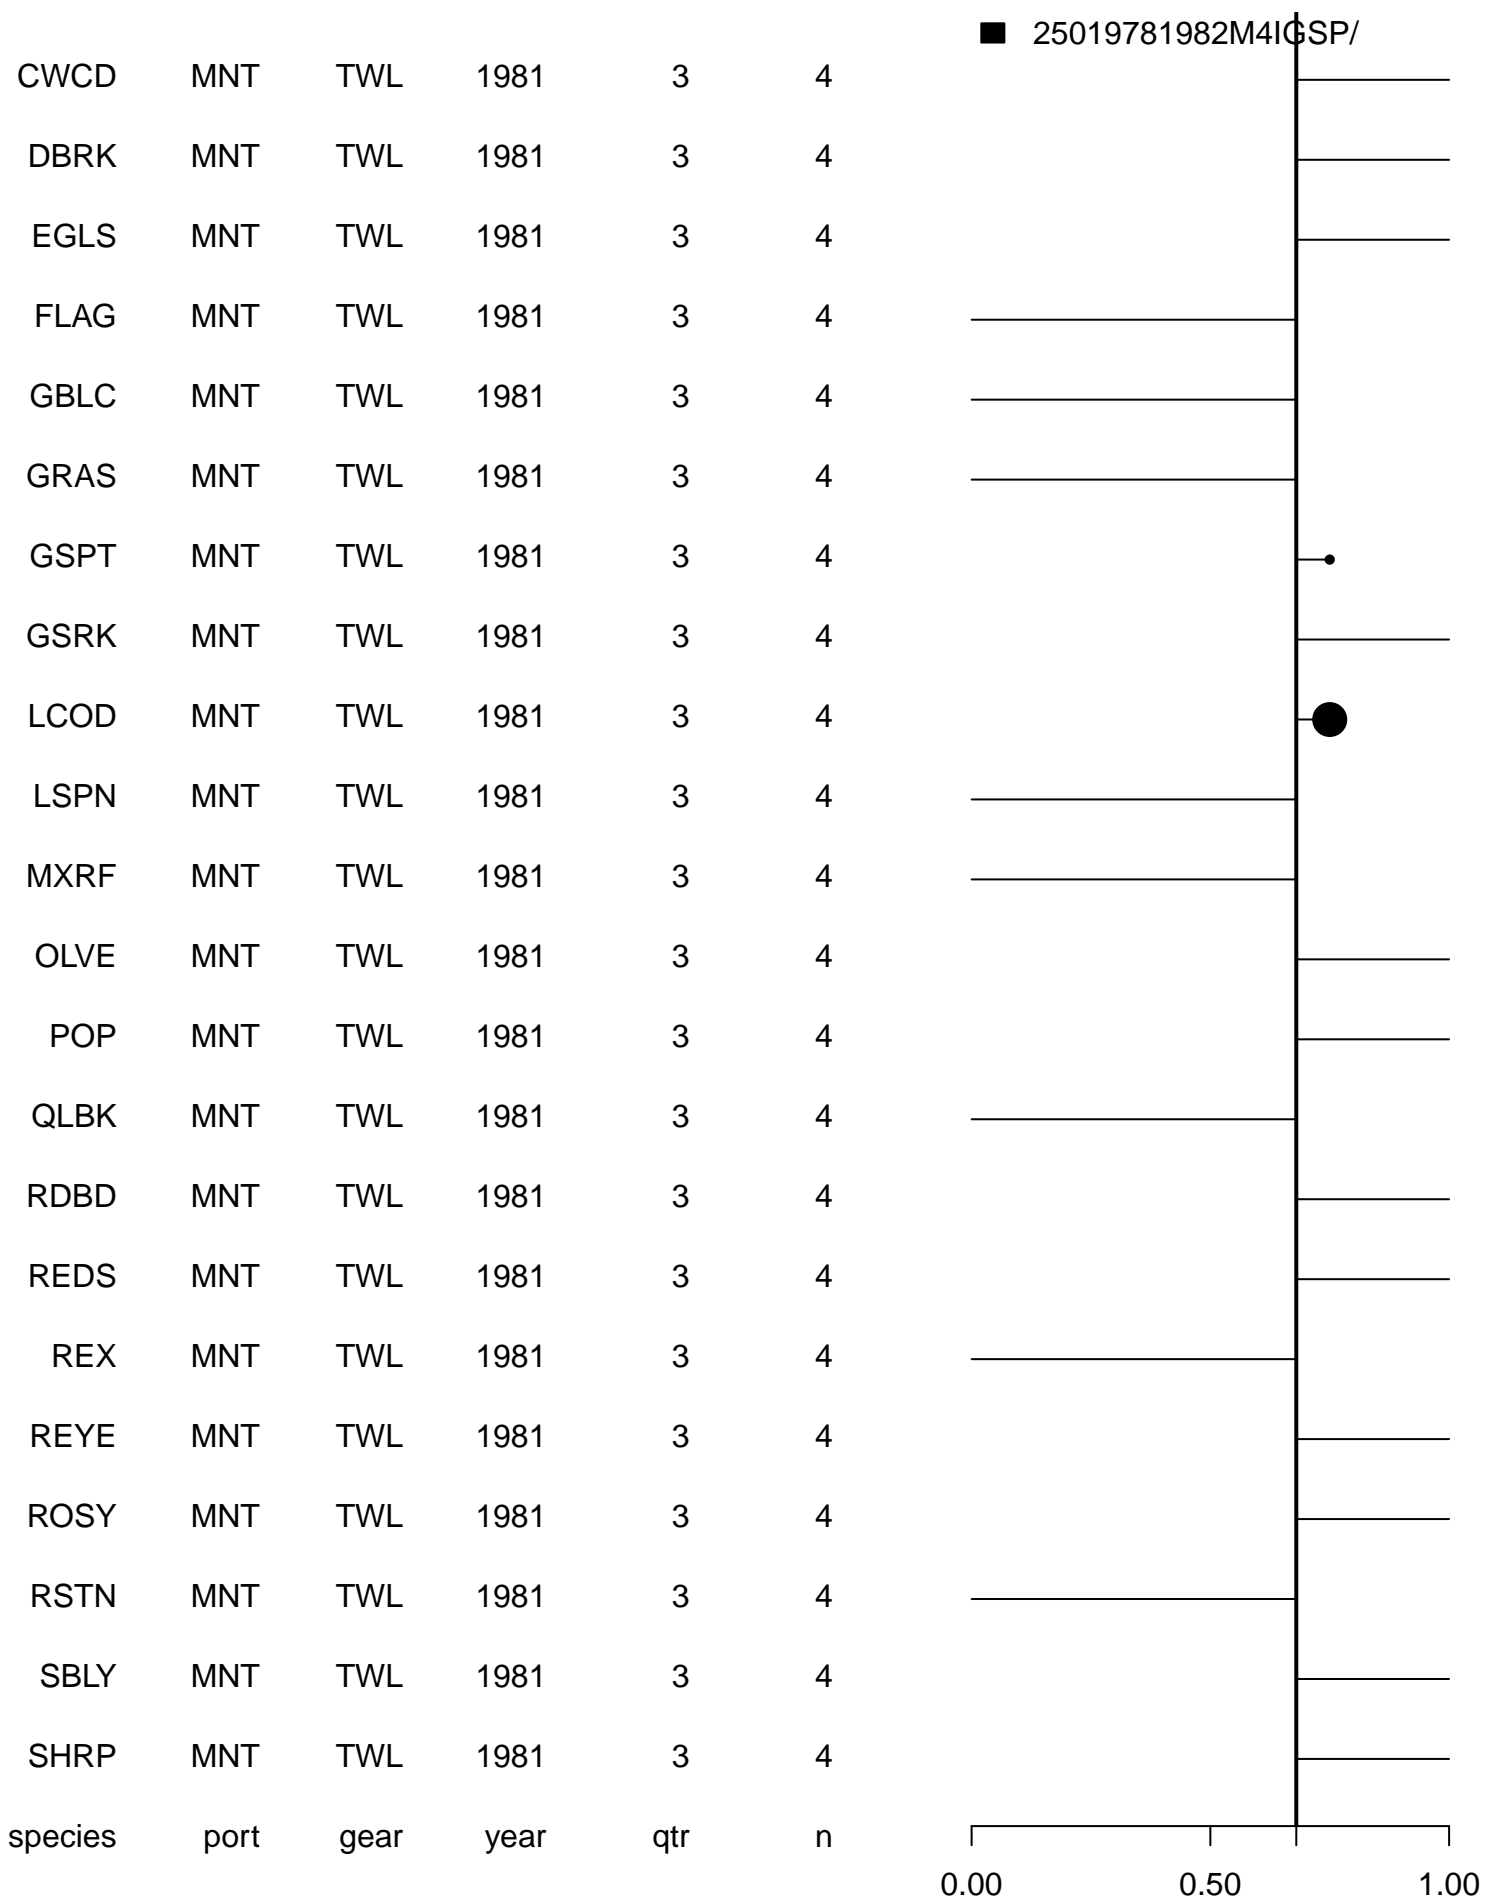 25019781982M4IGSP/
CWCD MNT TWL 1981 3 4
DBRK MNT TWL 1981 3 4
EGLS MNT TWL 1981 3 4
FLAG MNT TWL 1981 3 4
GBLC MNT TWL 1981 3 4
GRAS MNT TWL 1981 3 4
GSPT MNT TWL 1981 3 4
GSRK MNT TWL 1981 3 4
LCOD MNT TWL 1981 3 4
LSPN MNT TWL 1981 3 4
MXRF MNT TWL 1981 3 4
OLVE MNT TWL 1981 3 4
POP MNT TWL 1981 3 4
QLBK MNT TWL 1981 3 4
RDBD MNT TWL 1981 3 4
REDS MNT TWL 1981 3 4
REX MNT TWL 1981 3 4
REYE MNT TWL 1981 3 4
ROSY MNT TWL 1981 3 4
RSTN MNT TWL 1981 3 4
SBLY MNT TWL 1981 3 4
SHRP MNT TWL 1981 3 4
species port gear year qtr n
0.00 0.50 1.00